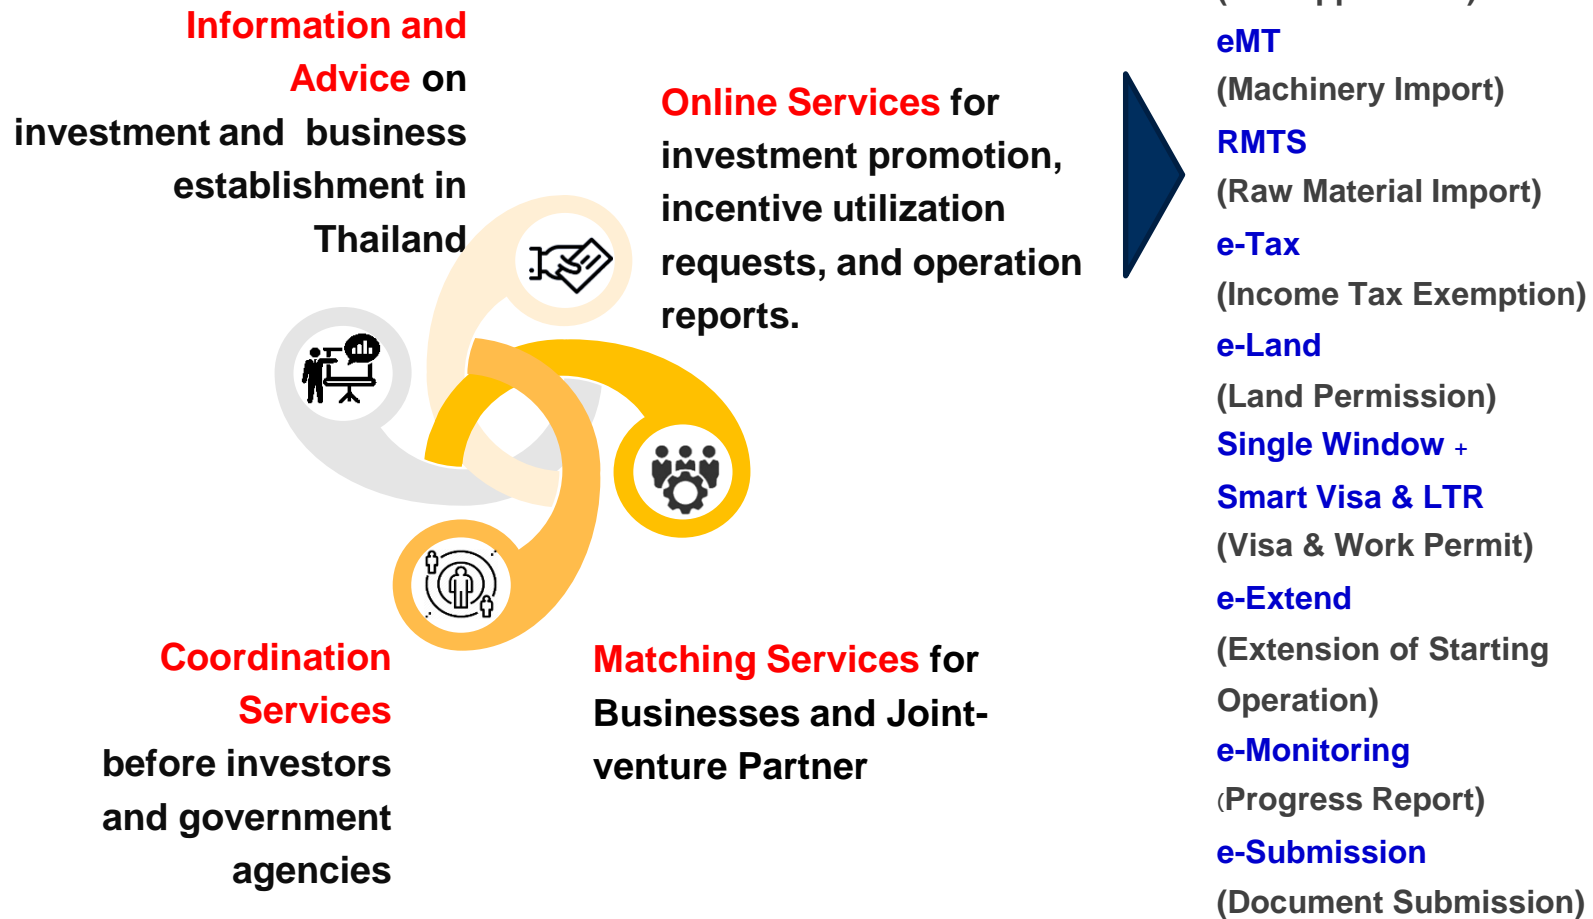 Information and
Advice on
investment and business
establishment in
Thailand
Online Services for
investment promotion,
incentive utilization
requests, and operation
reports.
Coordination
Services
before investors
and government
agencies
Matching Services for
Businesses and Joint-
venture Partner
eMT
(Machinery Import)
RMTS
(Raw Material Import)
e-Tax
(Income Tax Exemption)
e-Land
(Land Permission)
Single Window +
Smart Visa & LTR
(Visa & Work Permit)
e-Extend
(Extension of Starting
Operation)
e-Monitoring
(Progress Report)
e-Submission
(Document Submission)